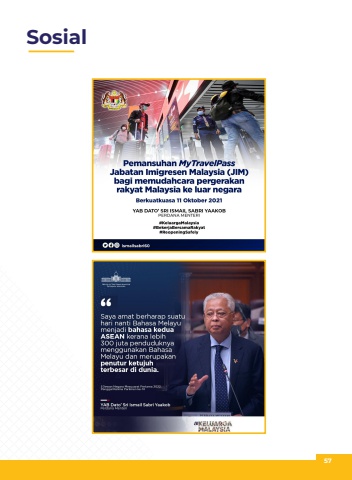 Sosial
Pemansuhan MyTravelPass
Jabatan Imigresen Malaysia (JIM)
bagi memudahcara pergerakan
rakyat Malaysia ke luar negara
Berkuatkuasa 11 Oktober 2021
YAB DATO' SRI ISMAIL SABRI YAAKOB
PERDANA MENTERI
#KeluargaMalaysia
#BekerjaBersamaRakyat
#ReopeningSafely
ismailsabri60
Saya amat berharap suatu
hari nanti Bahasa Melayu
menjadi bahasa kedua
ASEAN kerana lebih
300 juta penduduknya
menggunakan Bahasa
Melayu dan merupakan
penutur ketujuh
terbesar di dunia.
YAB Dato' Sri Ismail Sabri Yaakob
Perdana Menteri
#KELUARGA
MALAYSIA
57